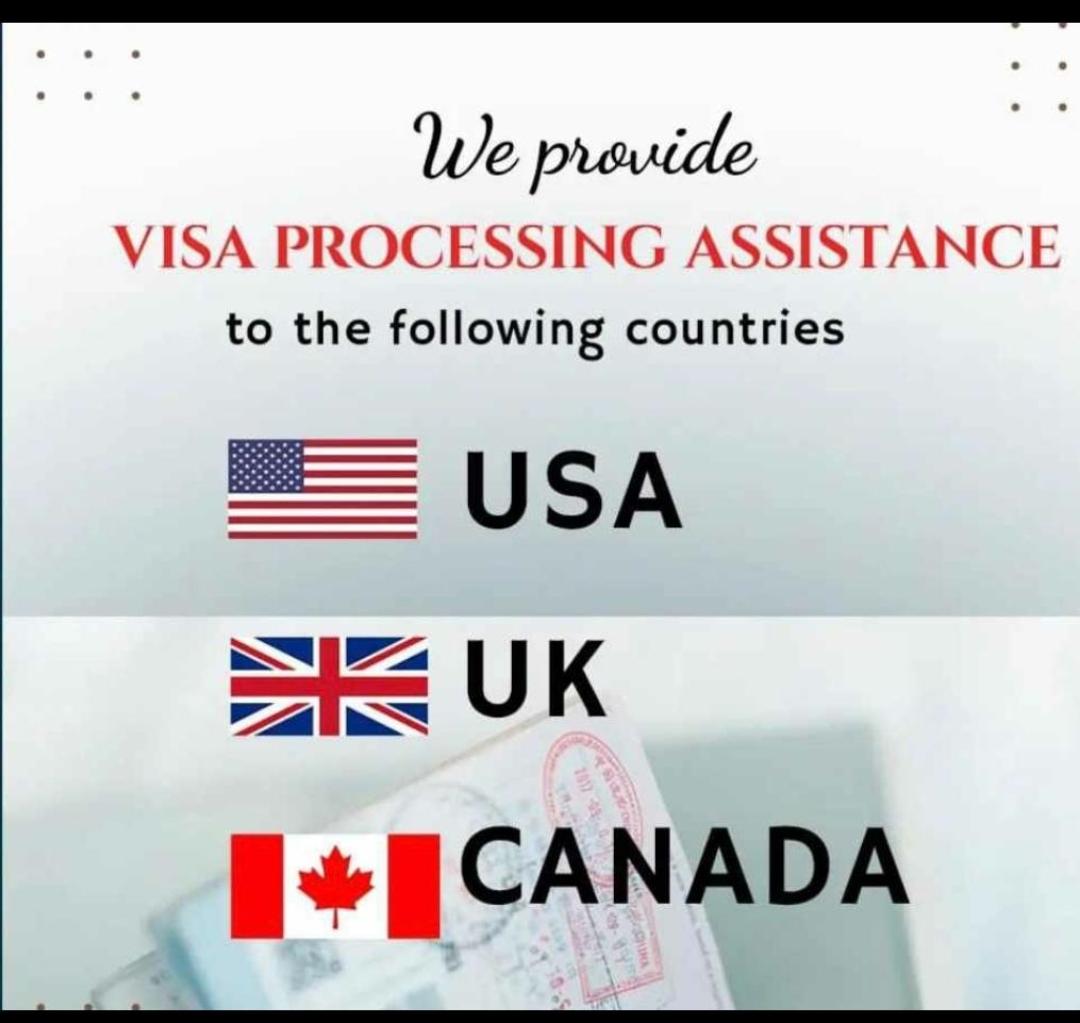 We provide
VISA PROCESSING ASSISTANCE
to the following countries
USA
UK
CANADA